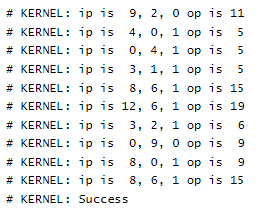 # KERNEL: ip is  9, 2, 0 op is 11
# KERNEL: ip is  4, 0, 1 op is  5
# KERNEL: ip is  0, 4, 1 op is  5
# KERNEL: ip is  3, 1, 1 op is  5
# KERNEL: ip is  8, 6, 1 op is 15
# KERNEL: ip is 12, 6, 1 op is 19
# KERNEL: ip is  3, 2, 1 op is  6
# KERNEL: ip is  0, 9, 0 op is  9
# KERNEL: ip is  8, 0, 1 op is  9
# KERNEL: ip is  8, 6, 1 op is 15
# KERNEL: Success